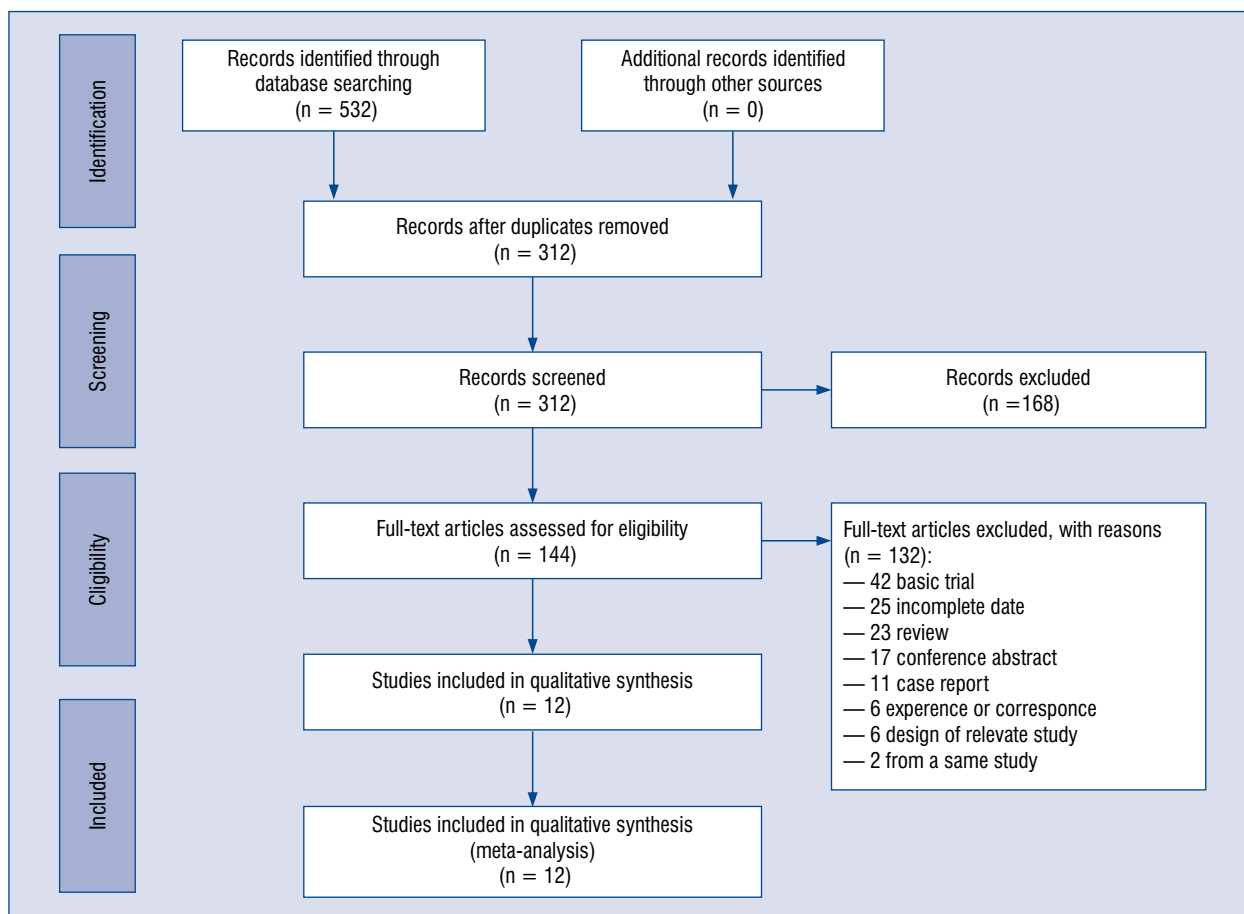 Identification
Records identified through
database searching
(n = 532)
Additional records identified
through other sources
(n = 0)
Records after duplicates removed
(n = 312)
Screening
Records screened
(n = 312)
Records excluded
(n =168)
Cligibility
Full-text articles assessed for eligibility
(n = 144)
Full-text articles excluded, with reasons
(n = 132):
— 42 basic trial
— 25 incomplete date
— 23 review
— 17 conference abstract
— 11 case report
— 6 experence or corresponce
— 6 design of relevate study
— 2 from a same study
Studies included in qualitative synthesis
(n = 12)
Included
Studies included in qualitative synthesis
(meta-analysis)
(n = 12)